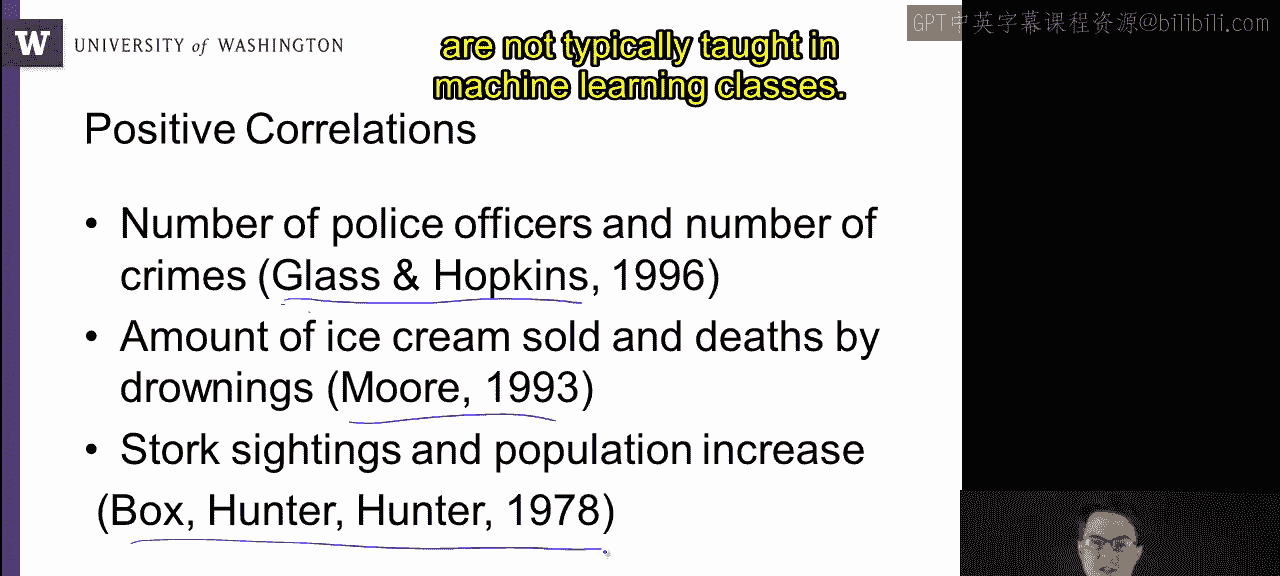 W UNIVERSITY of WASHINGTON
are not typically taught in
machine learning classes.
GPT中英字幕课程资源@bilibili.com
Positive Correlations
• Number of police officers and number of
crimes (Glass & Hopkins, 1996)
• Amount of ice cream sold and deaths by
drownings (Moore, 1993)
• Stork sightings and population increase
(Box, Hunter, Hunter, 1978)